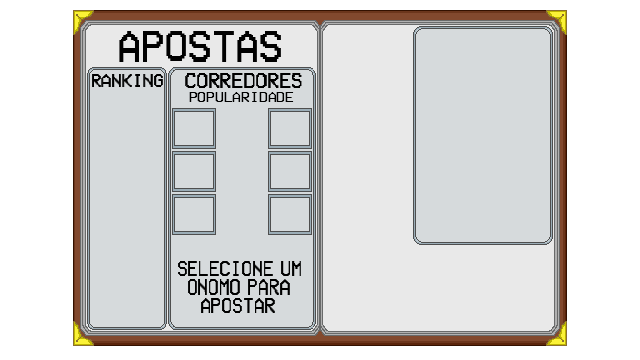 APOSTAS
RANKING
CORREDORES
POPULARIDADE
SELECIONE UM
ONOMO PARA
APOSTAR